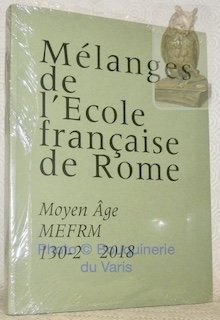 Mélanges
de
l'Ecole
française
de Rome
Moyen Âge
MEFRM
130-2 2018
Photo © Bouquinerie
du Varis